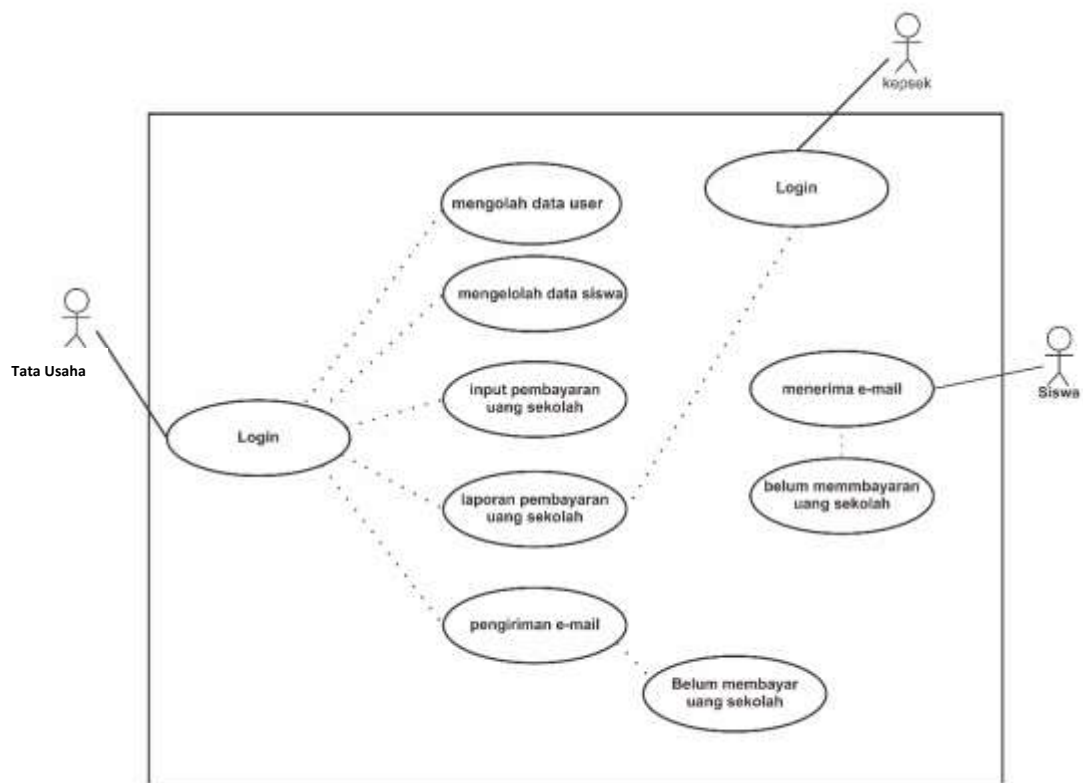 kepsek
Login
mengolah data user
mengelolah data siswa
Tata Usaha
input pembayaran
uang sekolah
menerima e-mail
Siswa
Login
laporan pembayaran
uang sekolah
belum memmbayaran
uang sekolah
pengiriman e-mail
Belum membayar
uang sekolah